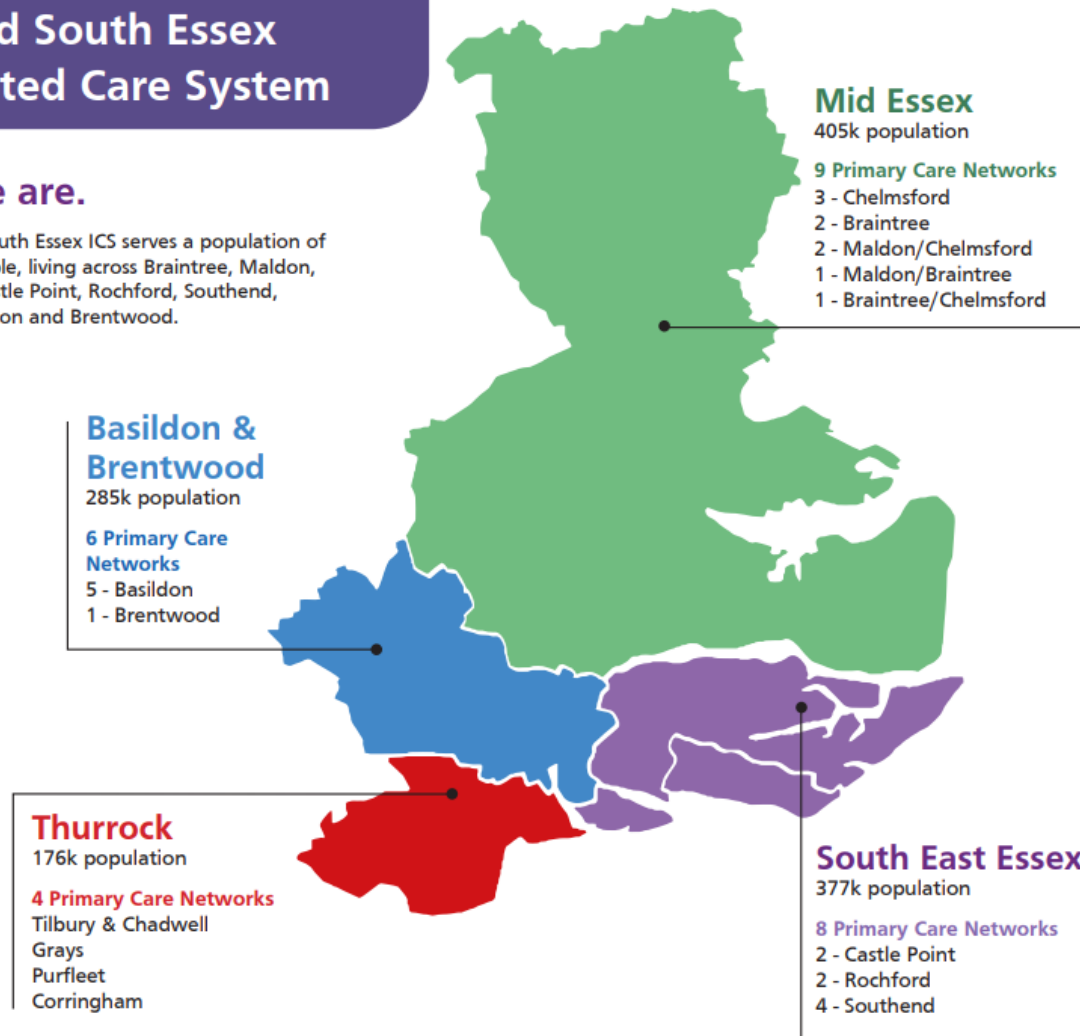 d South Essex
ted Care System
e are.
uth Essex ICS serves a population of
le, living across Braintree, Maldon,
tle Point, Rochford, Southend,
on and Brentwood.
Mid Essex
405k population
9 Primary Care Networks
3 - Chelmsford
2 - Braintree
2 - Maldon/Chelmsford
1 - Maldon/Braintree
1 - Braintree/Chelmsford
Basildon &
Brentwood
285k population
6 Primary Care
Networks
5 - Basildon
1 - Brentwood
Thurrock
176k population
4 Primary Care Networks
Tilbury & Chadwell
Grays
Purfleet
Corringham
South East Essex
377k population
8 Primary Care Networks
2 - Castle Point
2 - Rochford
4 - Southend